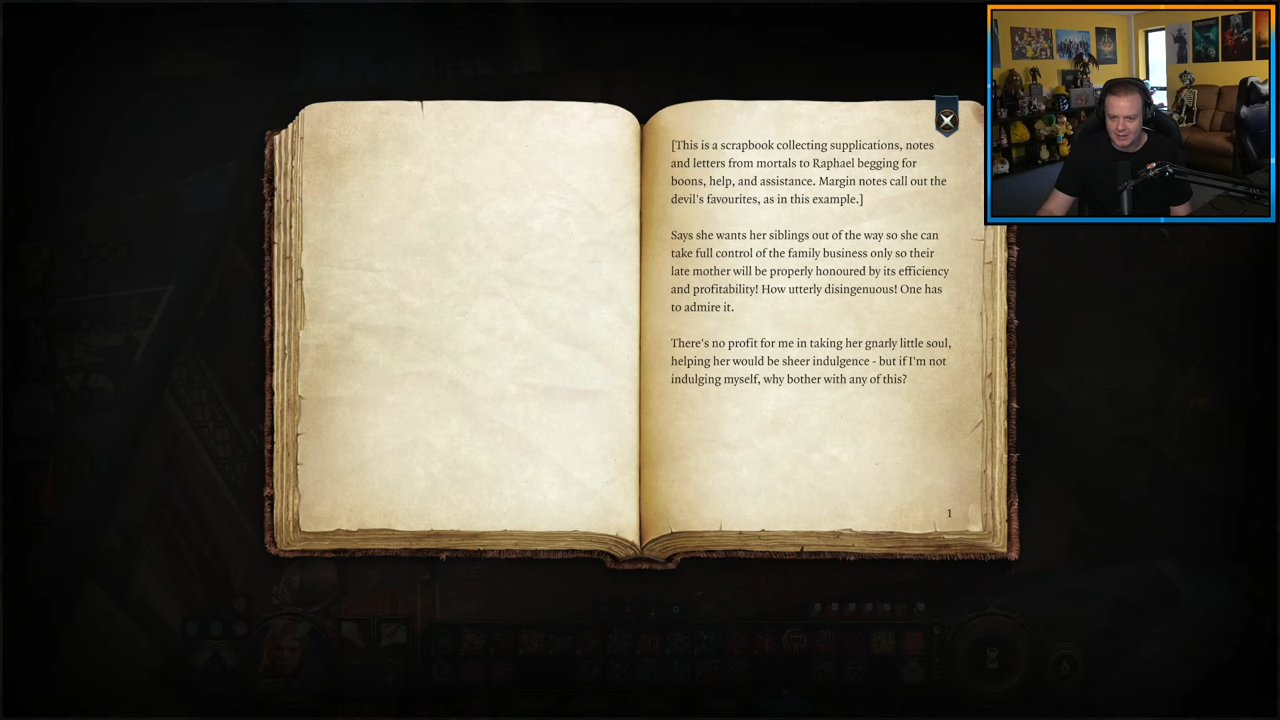 [This is a scrapbook collecting supplications, notes
and letters from mortals to Raphael begging for
boons, help, and assistance. Margin notes call out the
devil's favourites, as in this example.]
Says she wants her siblings out of the way so she can
take full control of the family business only so their
late mother will be properly honoured by its efficiency
and profitability! How utterly disingenuous! One has
to admire it.
There's no profit for me in taking her gnarly little soul,
helping her would be sheer indulgence - but if I'm not
indulging myself, why bother with any of this?
1